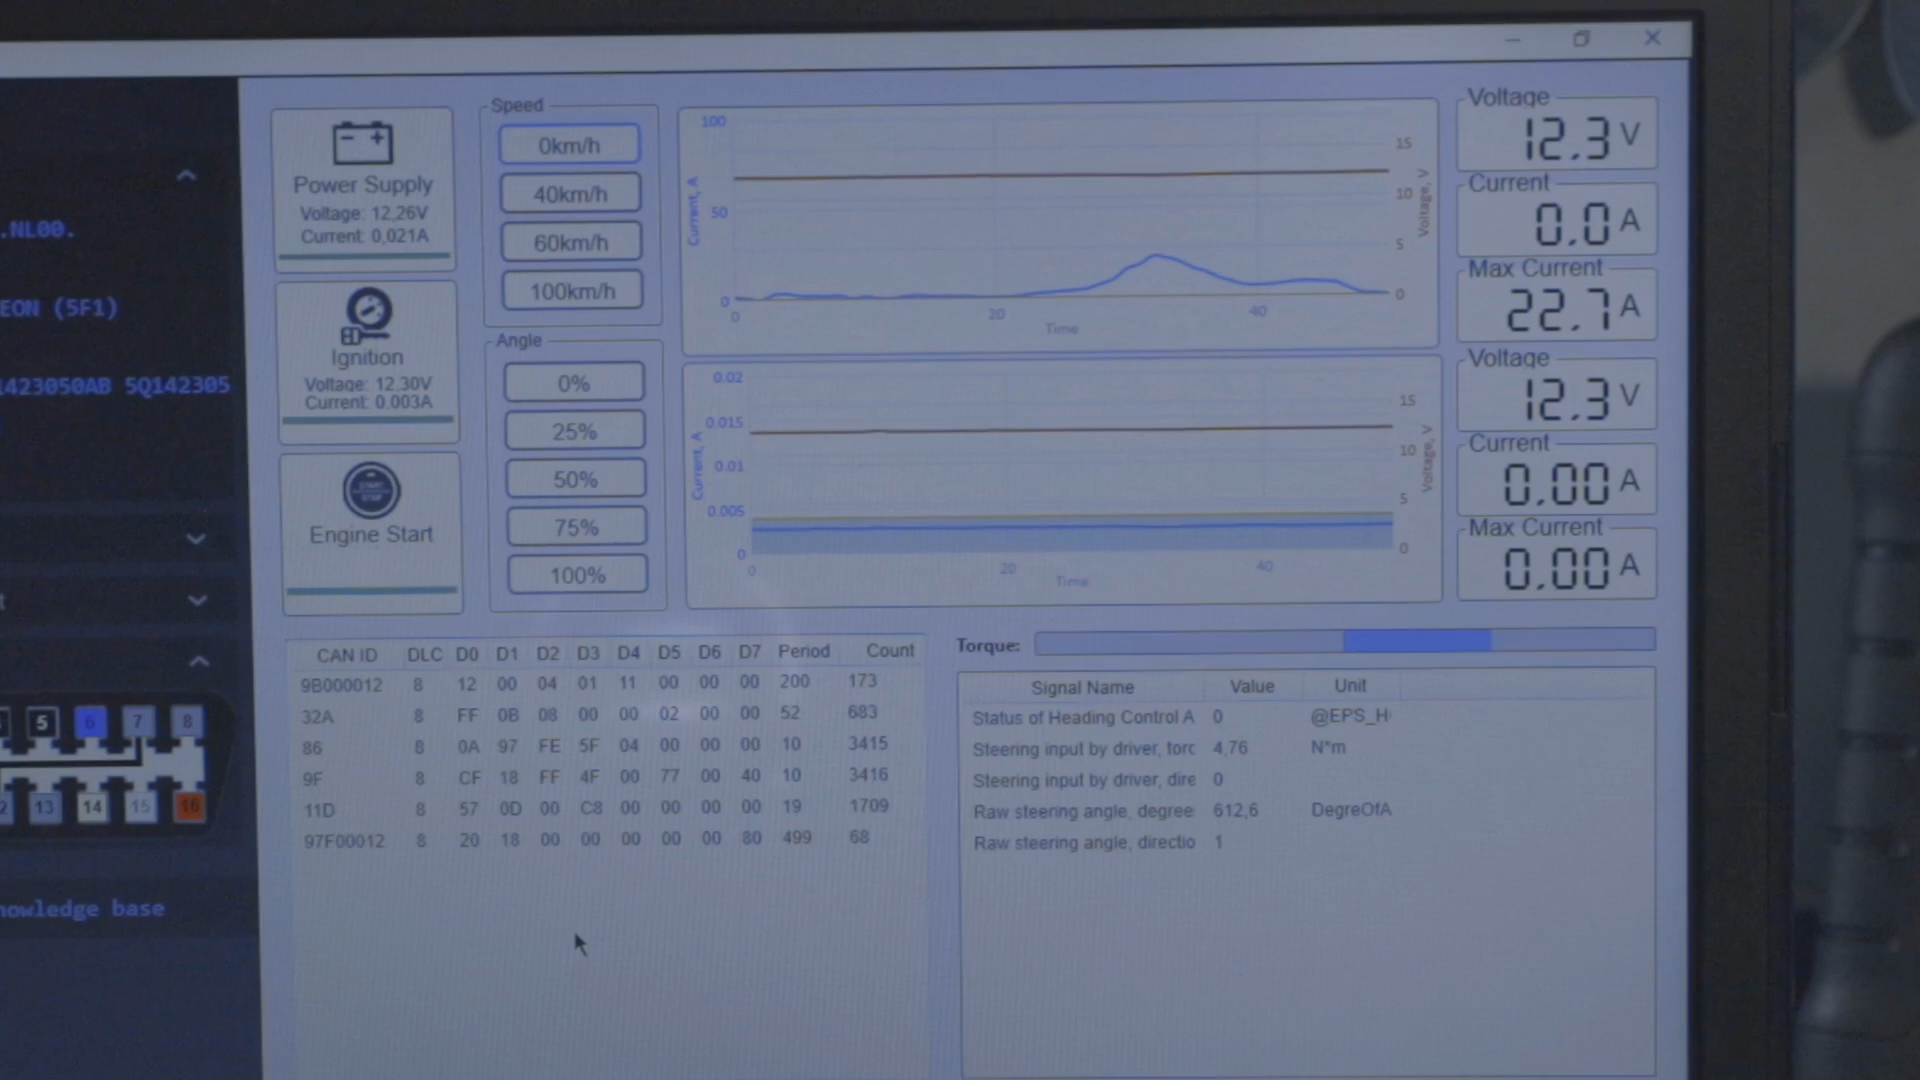 .NL00.
EON (5F1)
1423050AB 5Q142305
nowledge base
5
6
7
8
13
14
15
16
Power Supply
Voltage: 12,26V
Current: 0,021A
Ignition
Voltage: 12,30V
Current: 0,003A
Engine Start
Speed
0km/h
40km/h
60km/h
100km/h
Angle
0%
25%
50%
75%
100%
100
50
0
Current, A
0
20
40
Time
15
10
5
0
Voltage, V
0.02
0.015
0.01
0.005
0
Current, A
0
20
40
Time
15
10
5
0
Voltage, V
Voltage
12.3 V
Current
0.0 A
Max Current
22.7 A
Voltage
12.3 V
Current
0.00 A
Max Current
0.00 A
CAN ID DLC D0 D1 D2 D3 D4 D5 D6 D7 Period Count
9B000012 8 12 00 04 01 11 00 00 00 200 173
32A 8 FF 0B 08 00 00 02 00 00 52 683
86 8 0A 97 FE 5F 04 00 00 00 10 3415
9F 8 CF 18 FF 4F 00 77 00 40 10 3416
11D 8 57 0D 00 C8 00 00 00 00 19 1709
97F00012 8 20 18 00 00 00 00 00 80 499 68
Torque:
Signal Name Value Unit
Status of Heading Control A 0 @EPS_H
Steering input by driver, torc 4,76 N*m
Steering input by driver, dire 0
Raw steering angle, degree 612,6 DegreOfA
Raw steering angle, directio 1